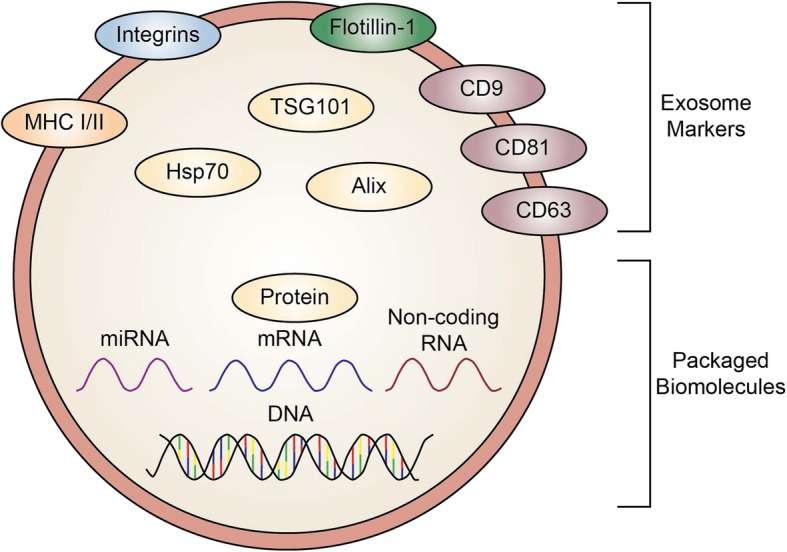 Integrins
Flotillin-1
MHC I/II
TSG101
CD9
Hsp70
Alix
CD81
CD63
Exosome
Markers
Protein
miRNA
mRNA
Non-coding
RNA
DNA
Packaged
Biomolecules